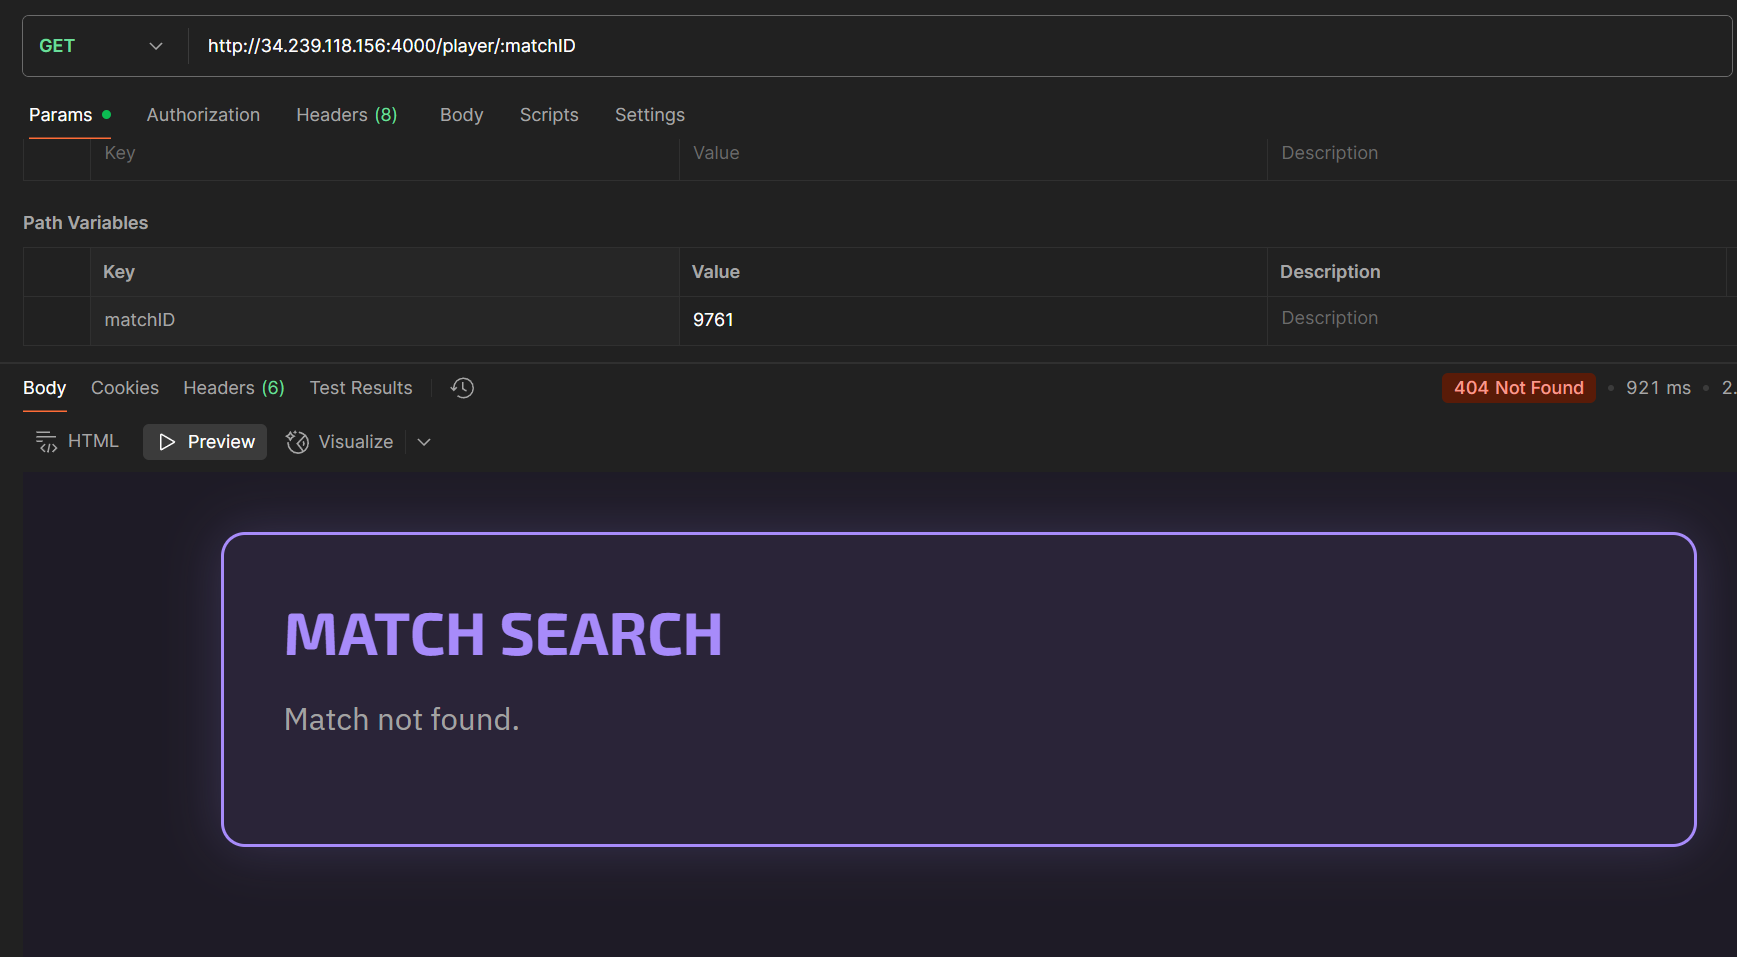 GET http://34.239.118.156:4000/player/:matchID
Params Authorization Headers (8) Body Scripts Settings
Key Value Description
Path Variables
Key Value Description
matchID 9761 Description
Body Cookies Headers (6) Test Results 404 Not Found • 921 ms • 2.
HTML Preview Visualize
MATCH SEARCH
Match not found.